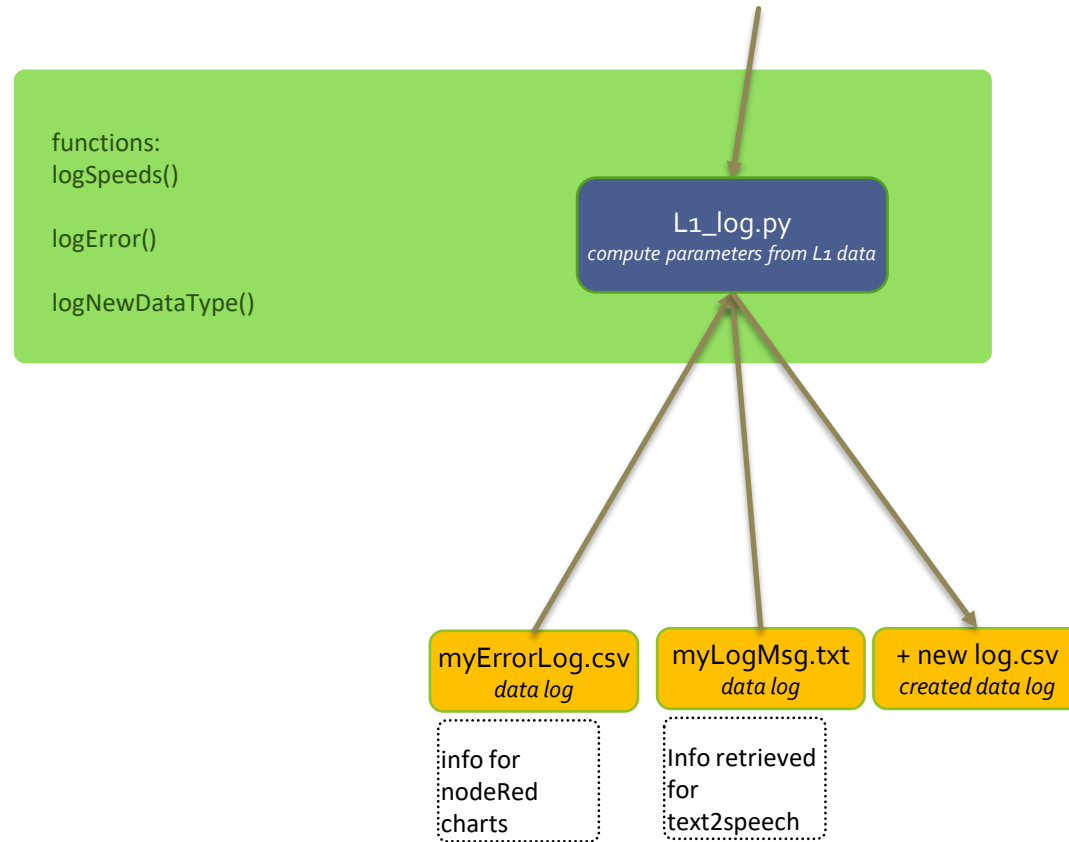 functions:
logSpeeds()
logError()
logNewDataType()
L1_log.py
compute parameters from L1 data
myErrorLog.csv
data log
myLogMsg.txt
data log
+ new log.csv
created data log
info for
nodeRed
charts
Info retrieved
for
text2speech